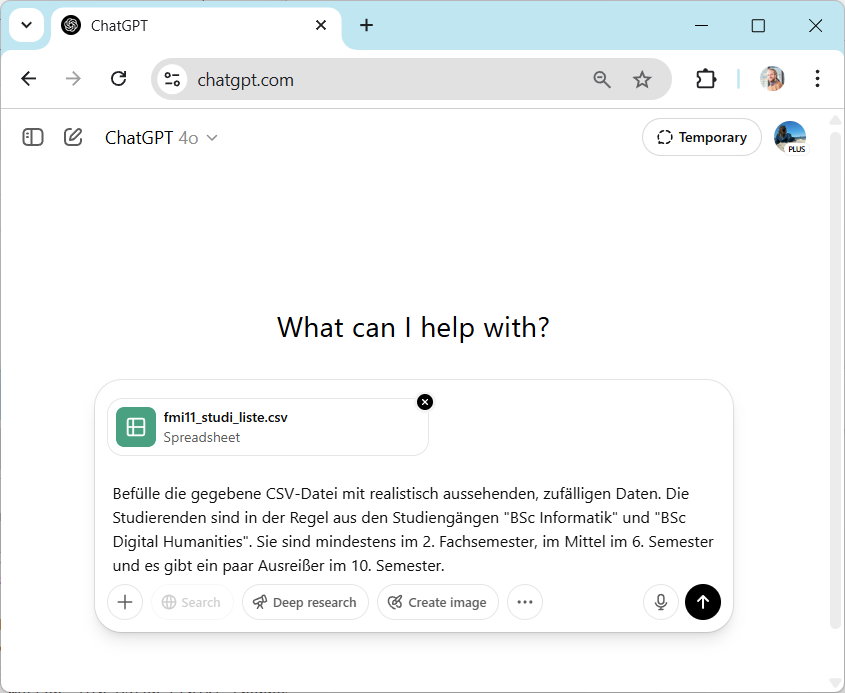 ChatGPT
chatgpt.com
ChatGPT 4o
Temporary
PLUS
What can I help with?
fmi11_studi_liste.csv
Spreadsheet
Befülle die gegebene CSV-Datei mit realistisch aussehenden, zufälligen Daten. Die
Studierenden sind in der Regel aus den Studiengängen "BSc Informatik" und "BSc
Digital Humanities". Sie sind mindestens im 2. Fachsemester, im Mittel im 6. Semester
und es gibt ein paar Ausreißer im 10. Semester.
Search
Deep research
Create image